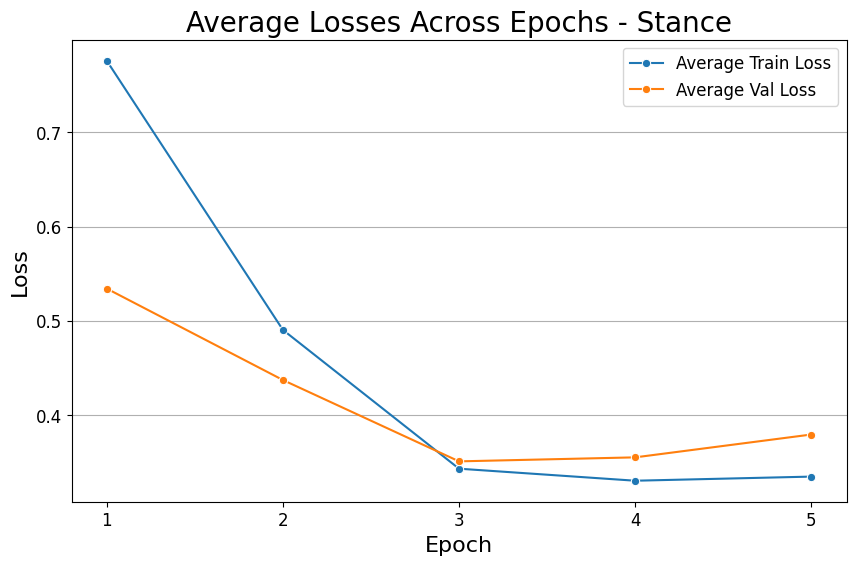 Average Losses Across Epochs - Stance
Average Train Loss
Average Val Loss
Loss
0.7
0.6
0.5
0.4
1 2 3 4 5
Epoch